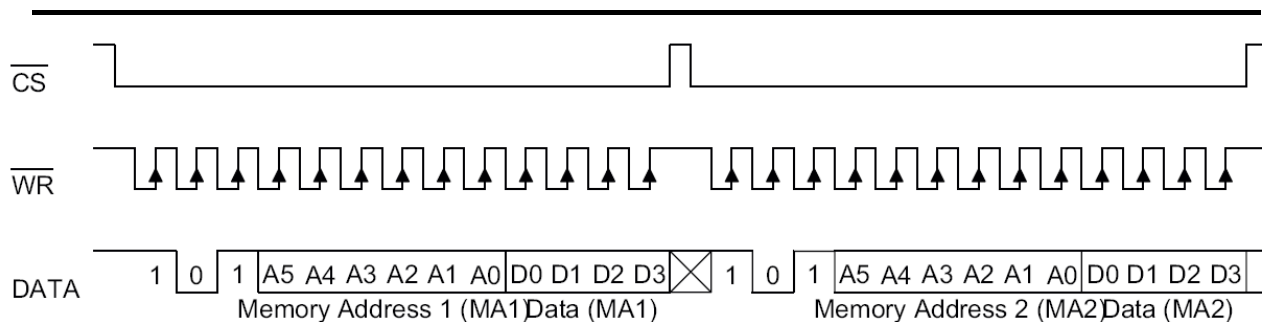 CS
WR
DATA 1 0 1 A5 A4 A3 A2 A1 A0 D0 D1 D2 D3 1 0 1 A5 A4 A3 A2 A1 A0 D0 D1 D2 D3
Memory Address 1 (MA1) Data (MA1) Memory Address 2 (MA2) Data (MA2)